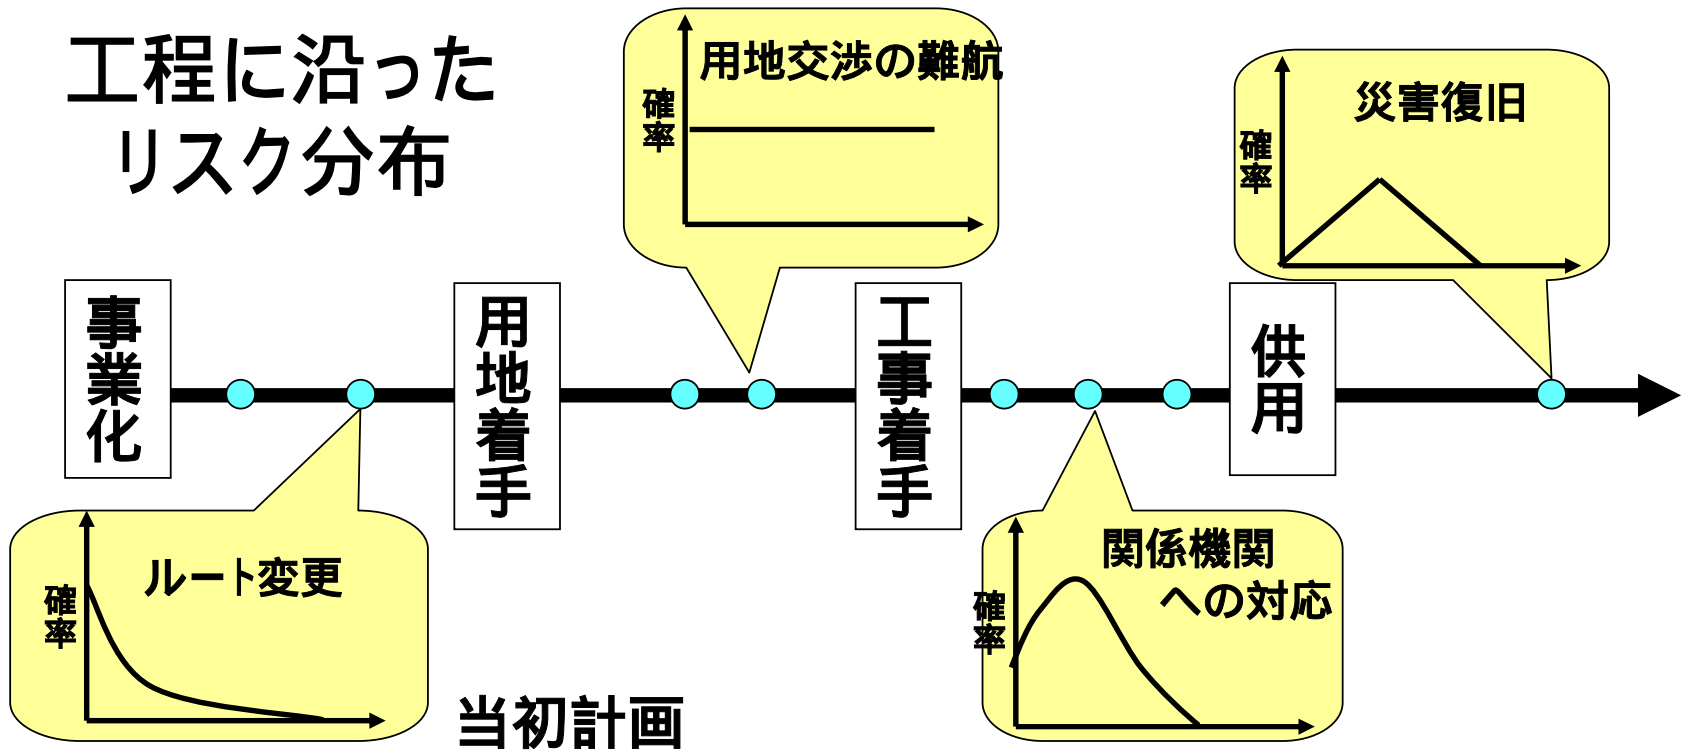 工程に沿った
リスク分布
用地交渉の難航
確率
災害復旧
確率
事業化
用地着手
工事着手
供用
ルート変更
確率
関係機関
への対応
確率
当初計画